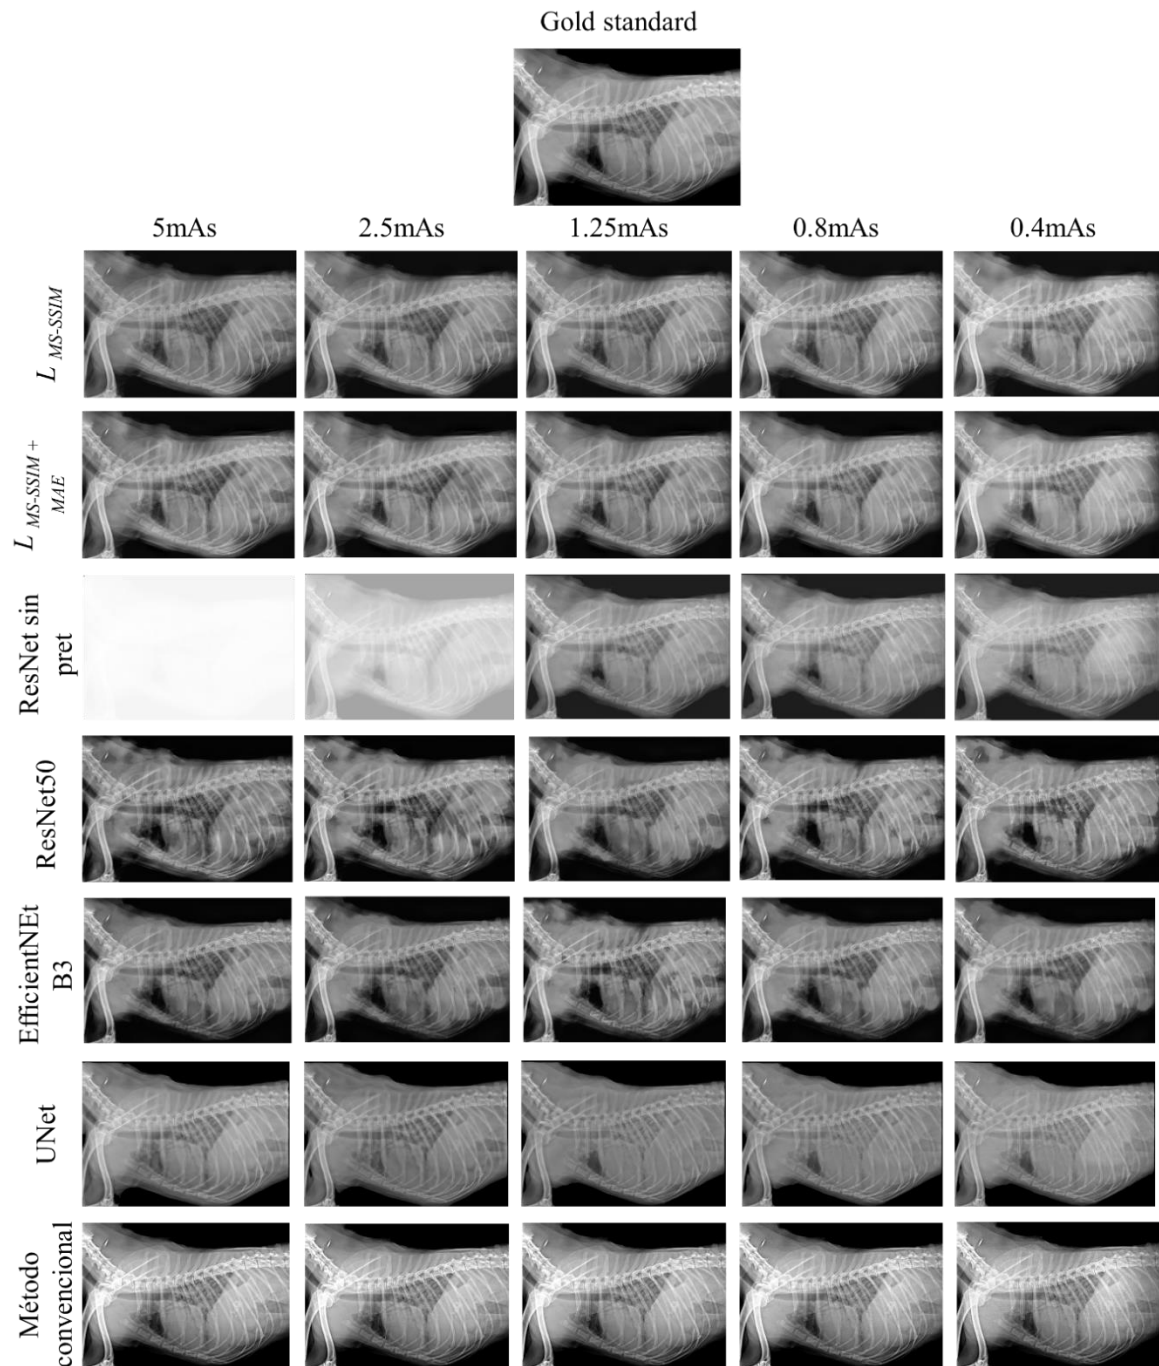 Gold standard
5mAs 2.5mAs 1.25mAs 0.8mAs 0.4mAs
L MS-SSIM
L MS-SSIM +
MAE
ResNet sin
pret
ResNet50
EfficientNEt
B3
UNet
Método
convencional